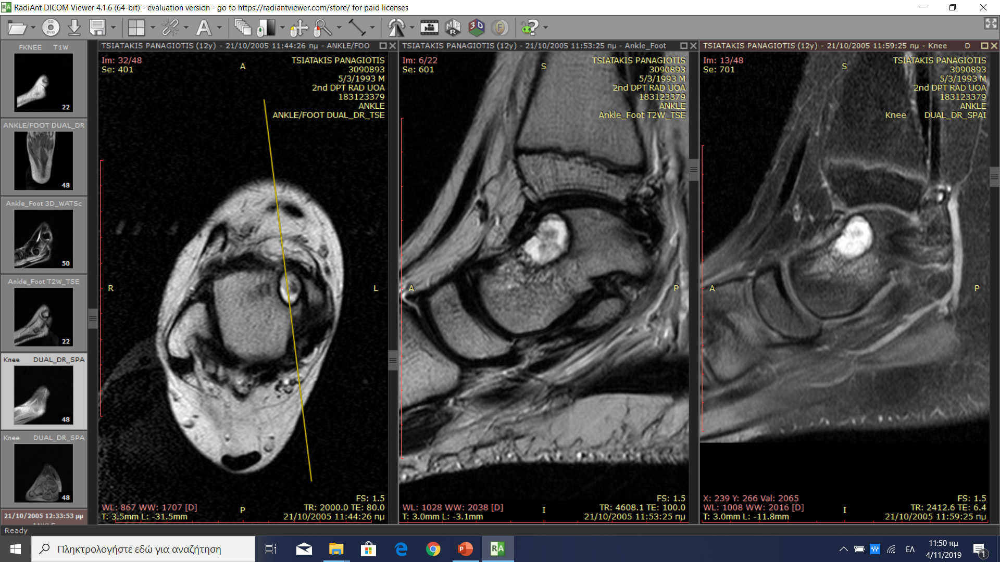 RadiAnt DICOM Viewer 4.1.6 (64-bit) - evaluation version - go to https://radiantviewer.com/store/ for paid licenses
FKNEE T1W
22
ANKLE/FOOT DUAL_DR
48
Ankle_Foot 3D_WATSc
50
Ankle_Foot T2W_TSE
22
Knee DUAL_DR_SPA
48
Knee DUAL_DR_SPA
48
21/10/2005 12:33:53 μμ
TSIATAKIS PANAGIOTIS (12y) - 21/10/2005 11:44:26 πμ - ANKLE/FOO
Im: 32/48
Se: 401
A
TSIATAKIS PANAGIOTIS
3090893
5/3/1993 M
2nd DPT RAD UOA
183123379
ANKLE
ANKLE/FOOT DUAL_DR_TSE
R
L
FS: 1.5
WL: 867 WW: 1707 [D]
TR: 2000.0 TE: 80.0
T: 3.5mm L: -31.5mm
P
21/10/2005 11:44:26 πμ
TSIATAKIS PANAGIOTIS (12y) - 21/10/2005 11:53:25 πμ - Ankle_Foot
Im: 6/22
Se: 601
S
TSIATAKIS PANAGIOTIS
3090893
5/3/1993 M
2nd DPT RAD UOA
183123379
ANKLE
Ankle_Foot T2W_TSE
A
P
FS: 1.5
WL: 1028 WW: 2038 [D]
TR: 4608.1 TE: 100.0
T: 3.0mm L: -3.1mm
I
21/10/2005 11:53:25 πμ
TSIATAKIS PANAGIOTIS (12y) - 21/10/2005 11:59:25 πμ - Knee D
Im: 13/48
Se: 701
S
TSIATAKIS PANAGIOTIS
3090893
5/3/1993 M
2nd DPT RAD UOA
183123379
ANKLE
Knee DUAL_DR_SPAI
A
P
X: 239 Y: 266 Val: 2065
FS: 1.5
WL: 1008 WW: 2016 [D]
TR: 2412.6 TE: 6.4
T: 3.0mm L: -11.8mm
I
21/10/2005 11:59:25 πμ
Ready
Πληκτρολογήστε εδώ για αναζήτηση
ΕΛ
11:50 πμ
4/11/2019
1